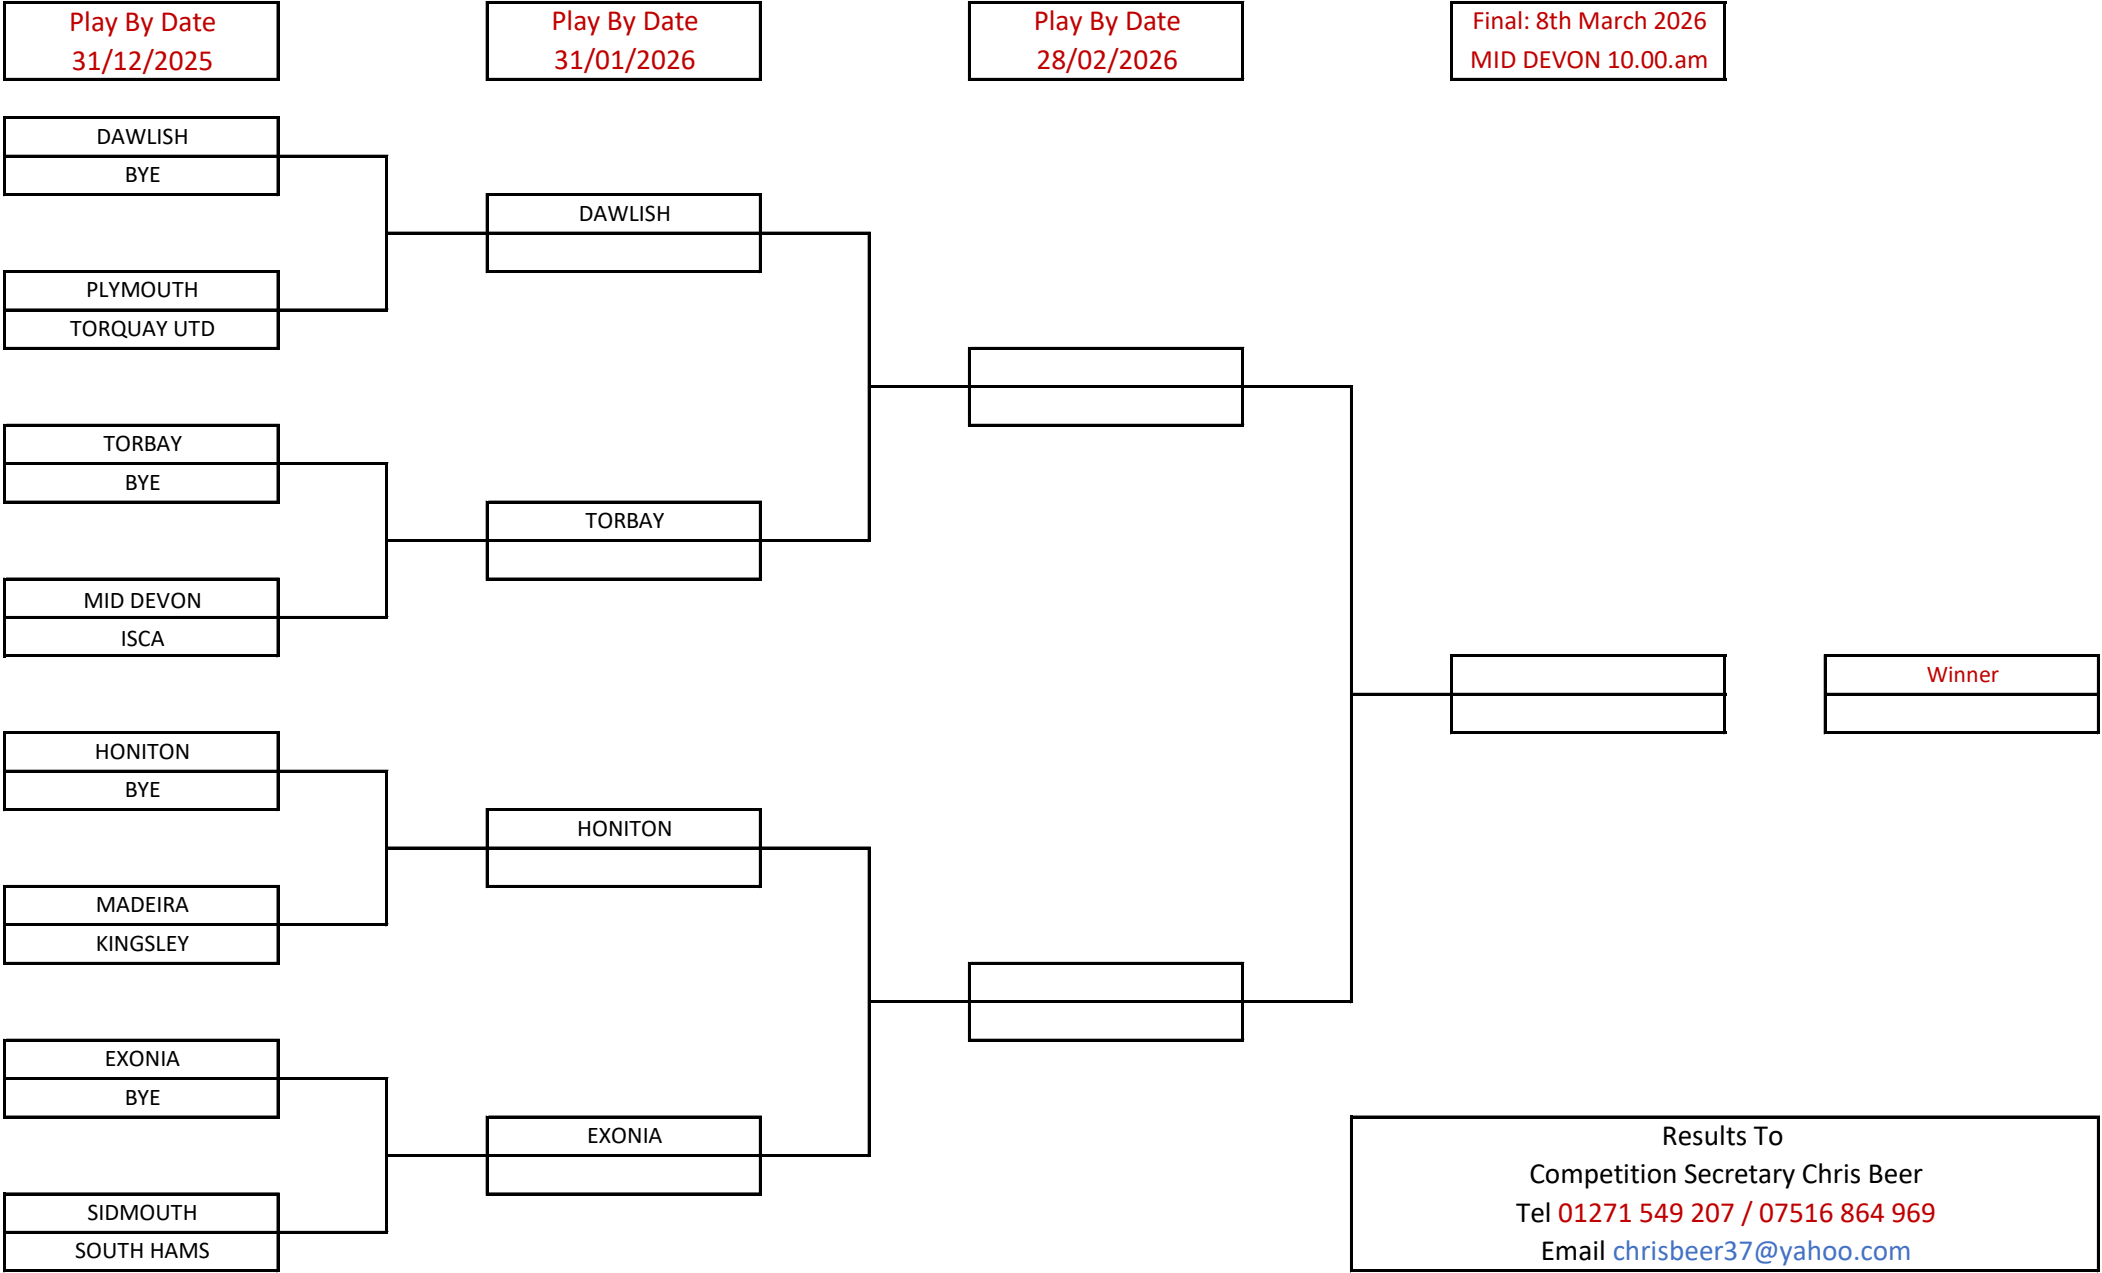 Play By Date
31/12/2025
Play By Date
31/01/2026
Play By Date
28/02/2026
Final: 8th March 2026
MID DEVON 10.00.am
DAWLISH
BYE
PLYMOUTH
TORQUAY UTD
TORBAY
BYE
MID DEVON
ISCA
HONITON
BYE
MADEIRA
KINGSLEY
EXONIA
BYE
SIDMOUTH
SOUTH HAMS
DAWLISH
TORBAY
HONITON
EXONIA
Winner
Results To
Competition Secretary Chris Beer
Tel 01271 549 207 / 07516 864 969
Email chrisbeer37@yahoo.com